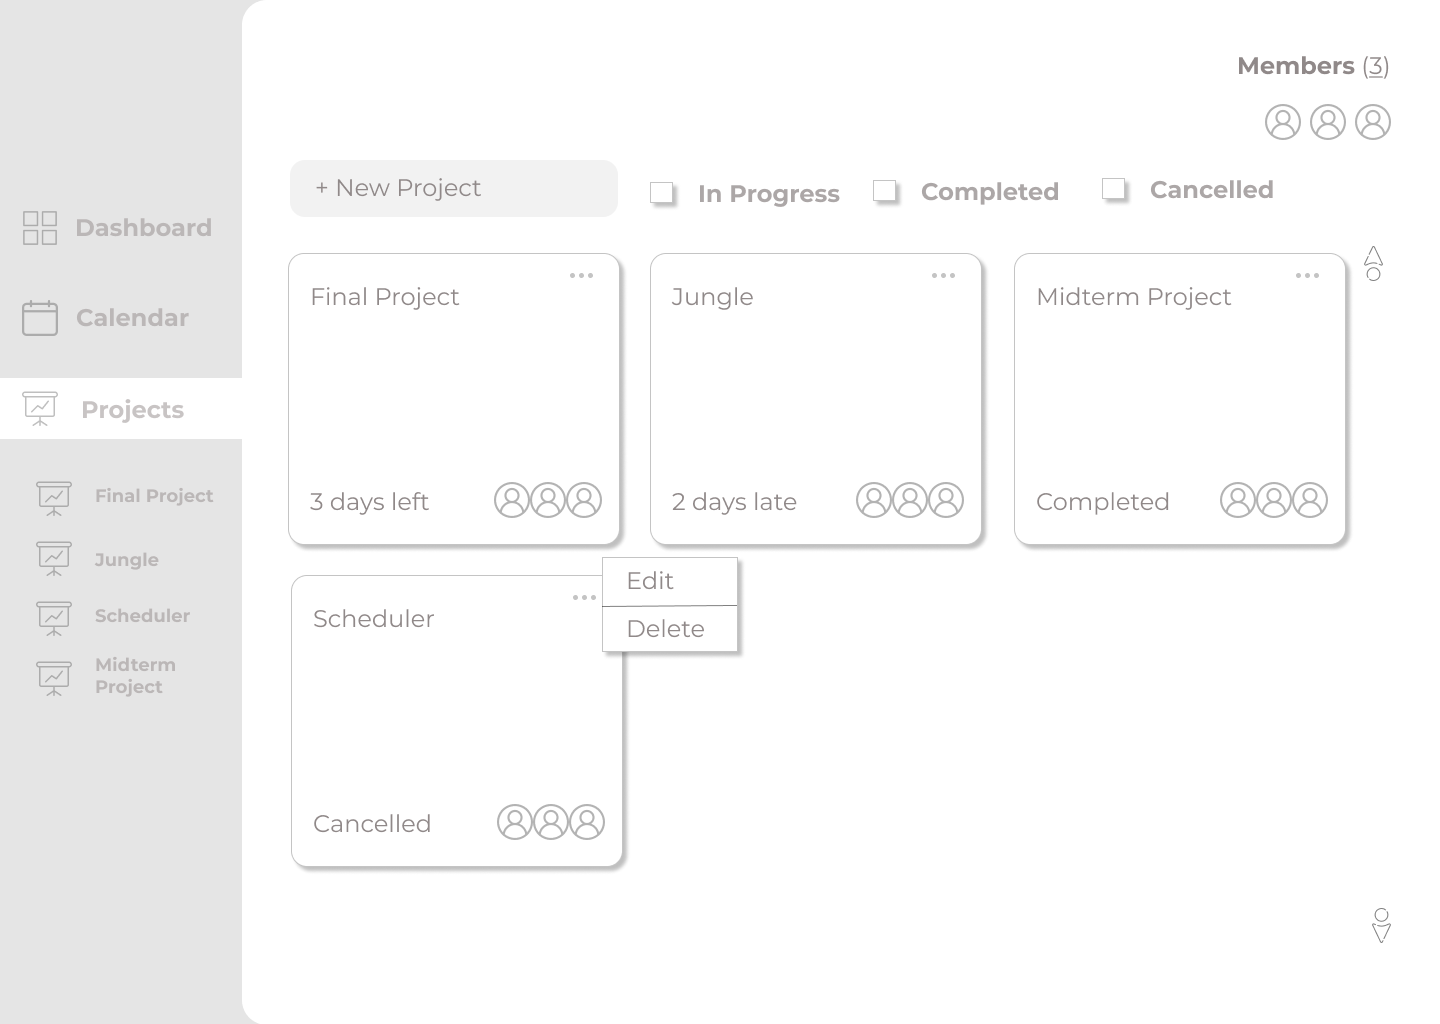 Members (3)
+ New Project
In Progress
Completed
Cancelled
Dashboard
Calendar
Projects
Final Project
Jungle
Scheduler
Midterm
Project
Final Project
3 days left
Jungle
2 days late
Midterm Project
Completed
Scheduler
Cancelled
Edit
Delete